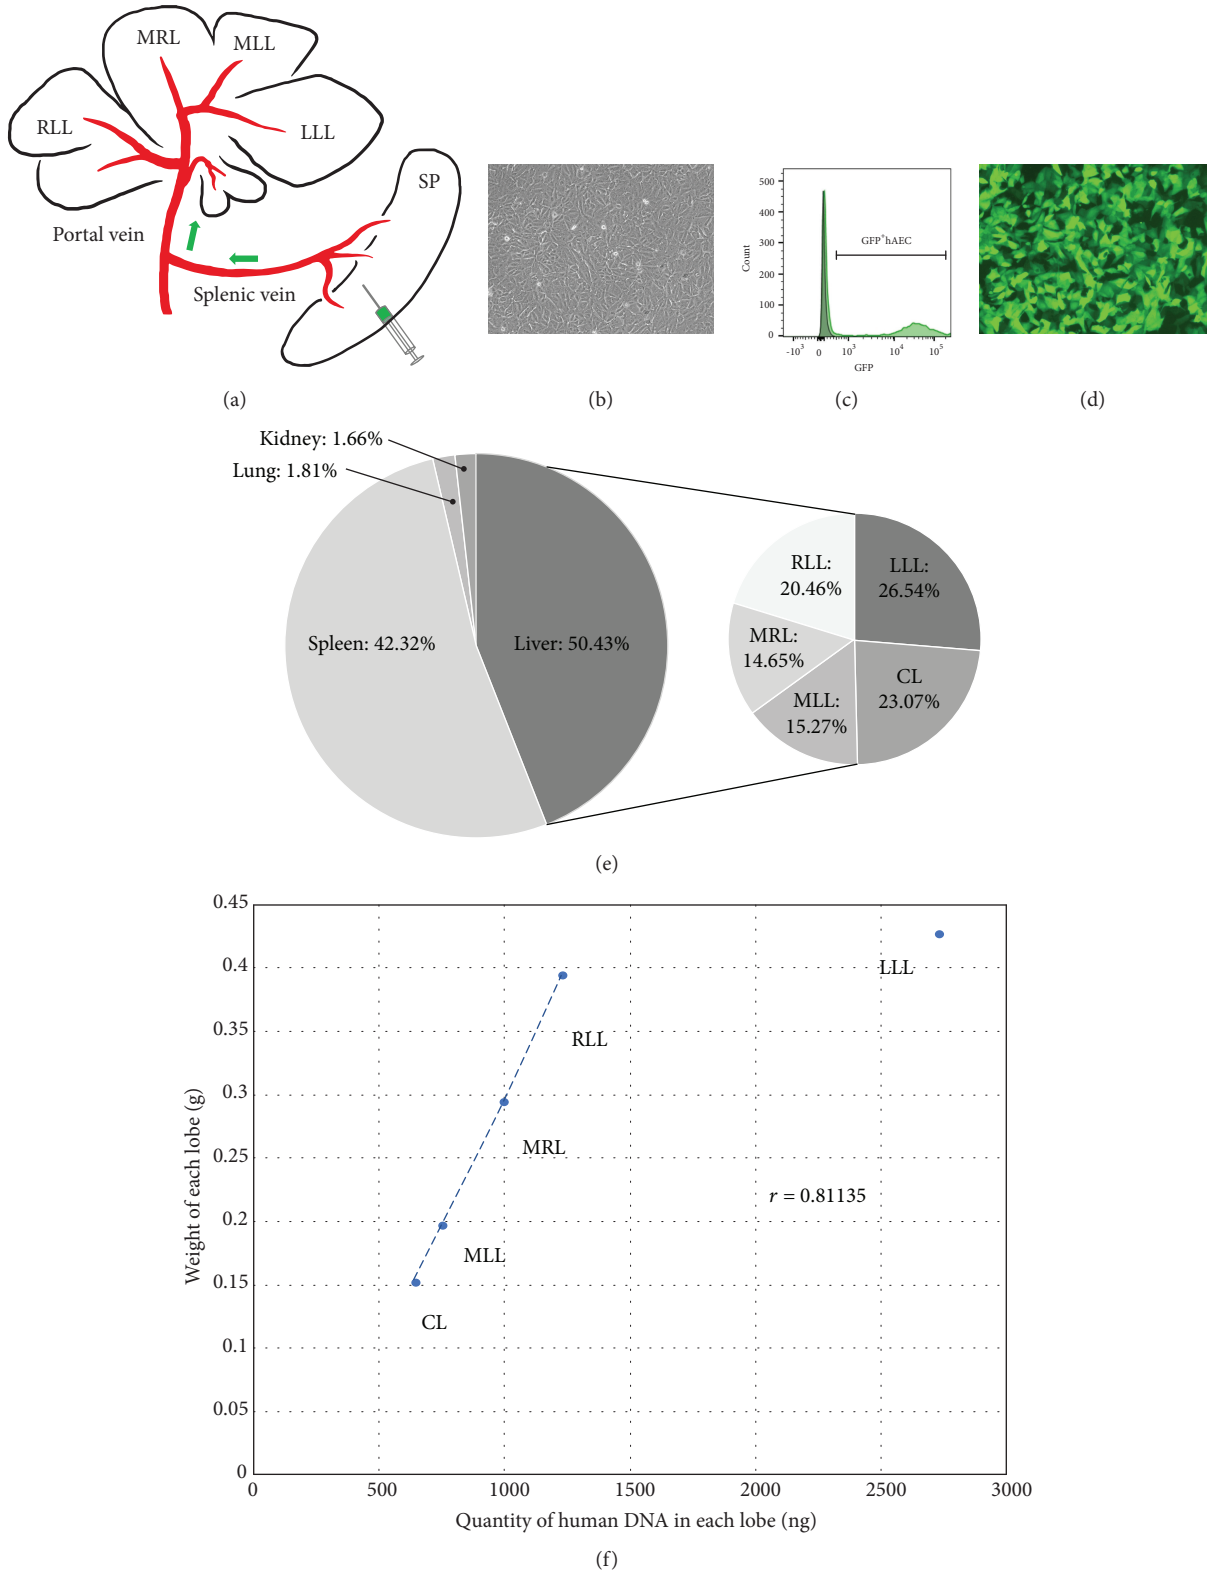 MRL
MLL
RLL
LLL
SP
Portal vein
Splenic vein
(a)
(b)
500
400
300
200
100
0
Count
GFP+hAEC
-10³
0
10³
10⁴
10⁵
GFP
(c)
(d)
Kidney: 1.66%
Lung: 1.81%
Spleen: 42.32%
Liver: 50.43%
RLL:
20.46%
LLL:
26.54%
MRL:
14.65%
CL
23.07%
MLL:
15.27%
(e)
0.45
0.4
0.35
0.3
0.25
0.2
0.15
0.1
0.05
0
Weight of each lobe (g)
LLL
RLL
MRL
r = 0.81135
MLL
CL
0
500
1000
1500
2000
2500
3000
Quantity of human DNA in each lobe (ng)
(f)